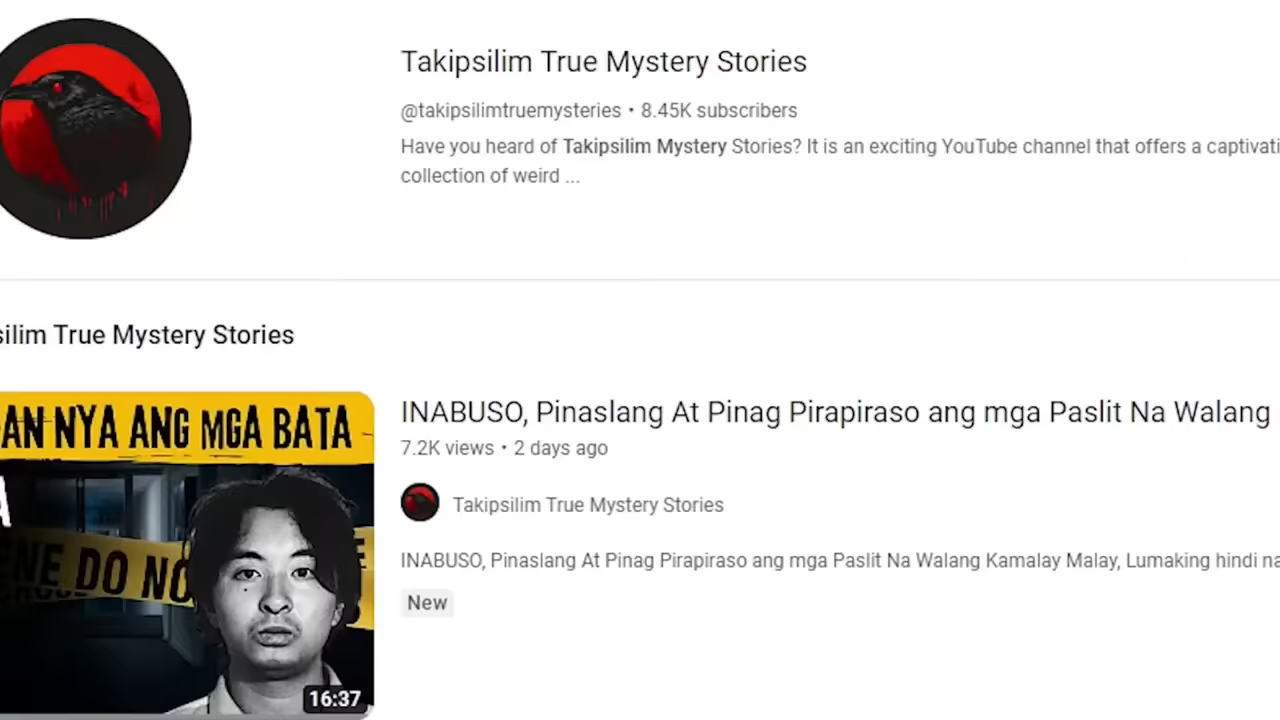 Takipsilim True Mystery Stories
@takipsilimtruemysteries • 8.45K subscribers
Have you heard of Takipsilim Mystery Stories? It is an exciting YouTube channel that offers a captivati
collection of weird ...
silim True Mystery Stories
AN NYA ANG MGA BATA
A
ENE DO NO
E
16:37
INABUSO, Pinaslang At Pinag Pirapiraso ang mga Paslit Na Walang
7.2K views • 2 days ago
Takipsilim True Mystery Stories
INABUSO, Pinaslang At Pinag Pirapiraso ang mga Paslit Na Walang Kamalay Malay, Lumaking hindi na
New